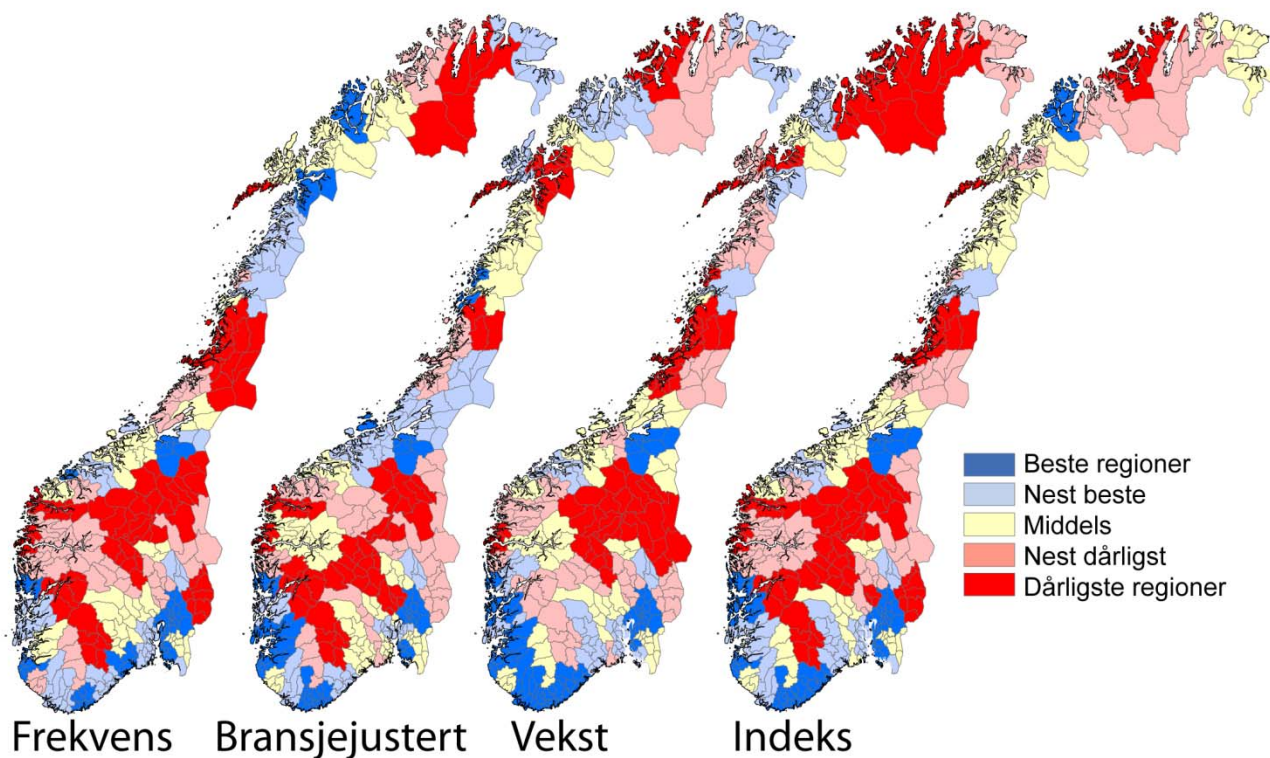 Beste regioner
Nest beste
Middels
Nest dårligst
Dårligste regioner
Frekvens Bransjejustert Vekst Indeks